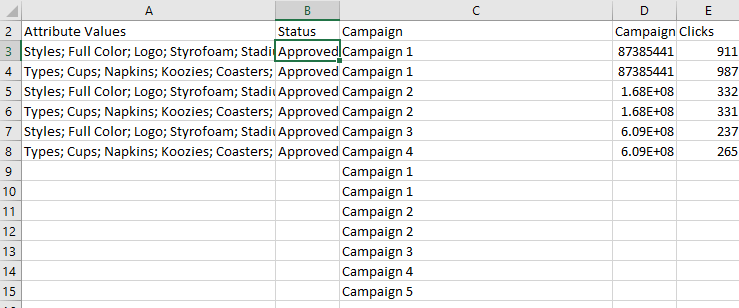 A B C D E
2 Attribute Values Status Campaign Campaign Clicks
3 Styles; Full Color; Logo; Styrofoam; Stadiu Approved Campaign 1 87385441 911
4 Types; Cups; Napkins; Koozies; Coasters; Approved Campaign 1 87385441 987
5 Styles; Full Color; Logo; Styrofoam; Stadiu Approved Campaign 2 1.68E+08 332
6 Types; Cups; Napkins; Koozies; Coasters; Approved Campaign 2 1.68E+08 331
7 Styles; Full Color; Logo; Styrofoam; Stadiu Approved Campaign 3 6.09E+08 237
8 Types; Cups; Napkins; Koozies; Coasters; Approved Campaign 4 6.09E+08 265
9 Campaign 1
10 Campaign 1
11 Campaign 2
12 Campaign 2
13 Campaign 3
14 Campaign 4
15 Campaign 5